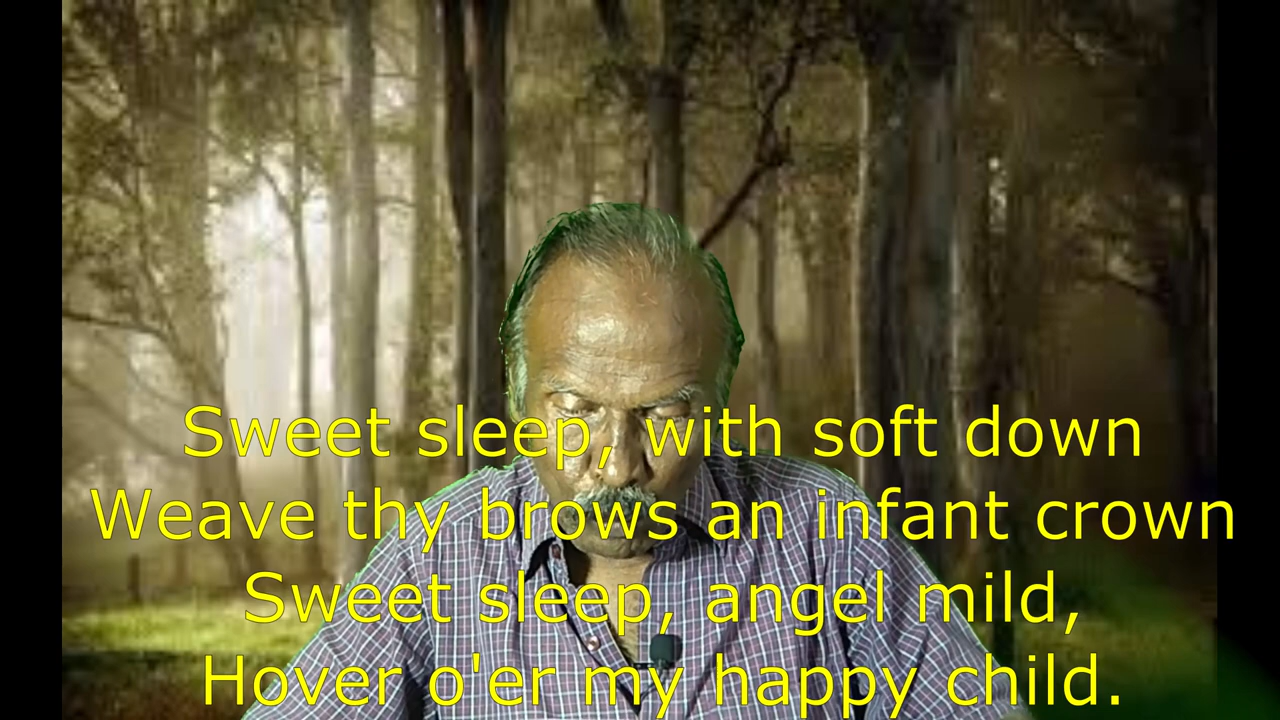 Sweet sleep, with soft down
Weave thy brows an infant crown
Sweet sleep, angel mild,
Hover o'er my happy child.